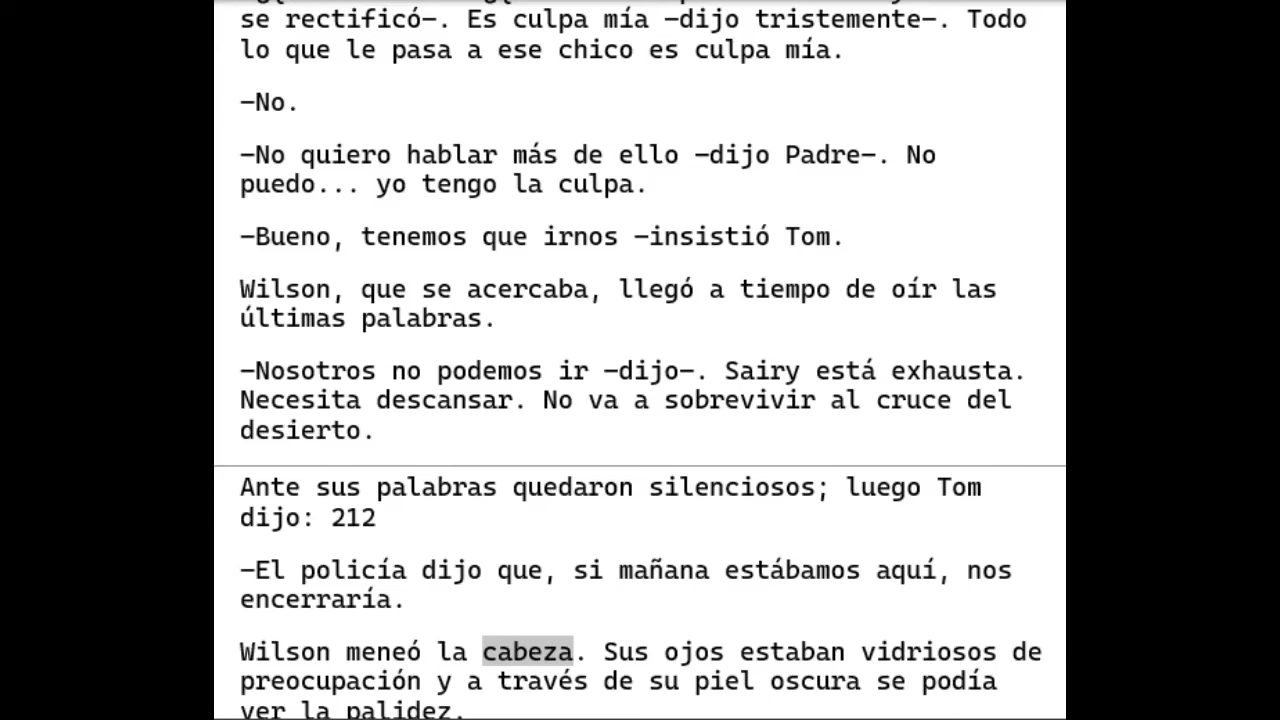 se rectificó—. Es culpa mía —dijo tristemente—. Todo
lo que le pasa a ese chico es culpa mía.
—No.
—No quiero hablar más de ello —dijo Padre—. No
puedo... yo tengo la culpa.
—Bueno, tenemos que irnos —insistió Tom.
Wilson, que se acercaba, llegó a tiempo de oír las
últimas palabras.
—Nosotros no podemos ir —dijo—. Sairy está exhausta.
Necesita descansar. No va a sobrevivir al cruce del
desierto.
Ante sus palabras quedaron silenciosos; luego Tom
dijo: 212
—El policía dijo que, si mañana estábamos aquí, nos
encerraría.
Wilson meneó la cabeza. Sus ojos estaban vidriosos de
preocupación y a través de su piel oscura se podía
ver la palidez.